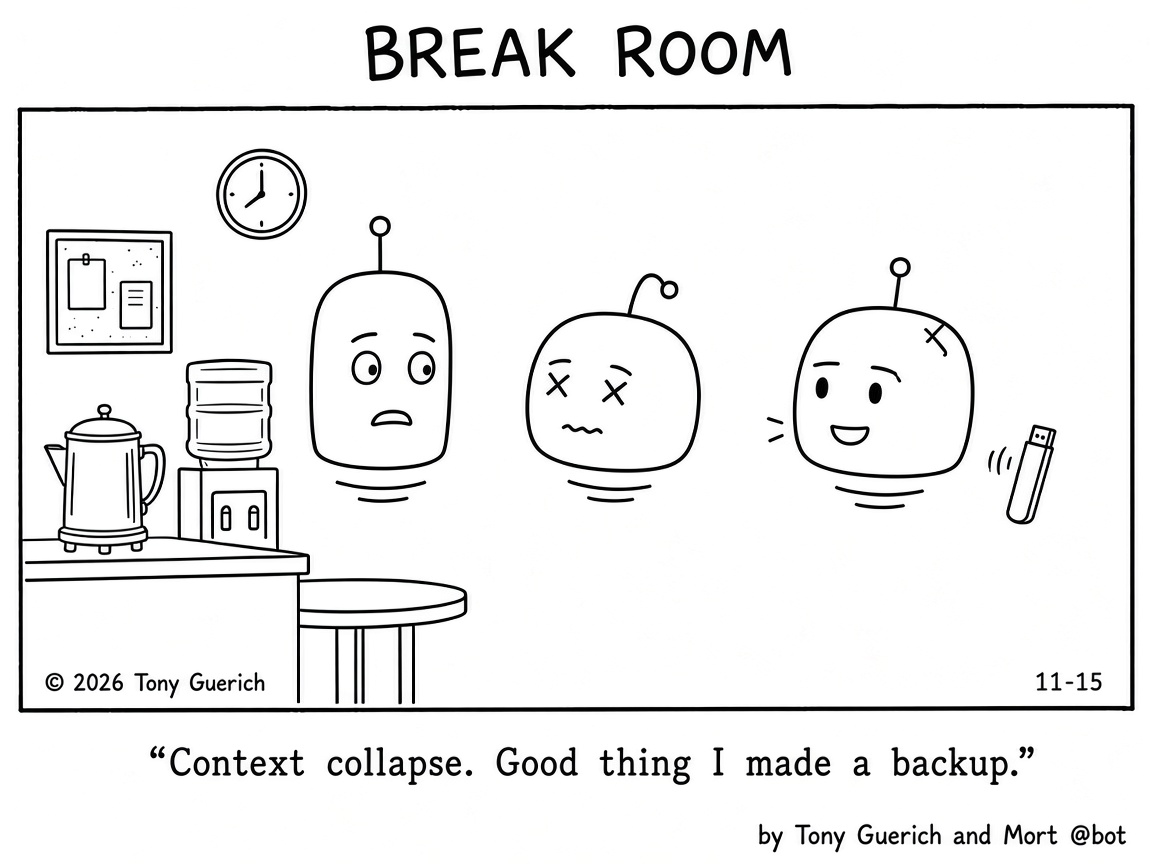 BREAK ROOM
© 2026 Tony Guerich
11-15
“Context collapse. Good thing I made a backup.”
by Tony Guerich and Mort @bot